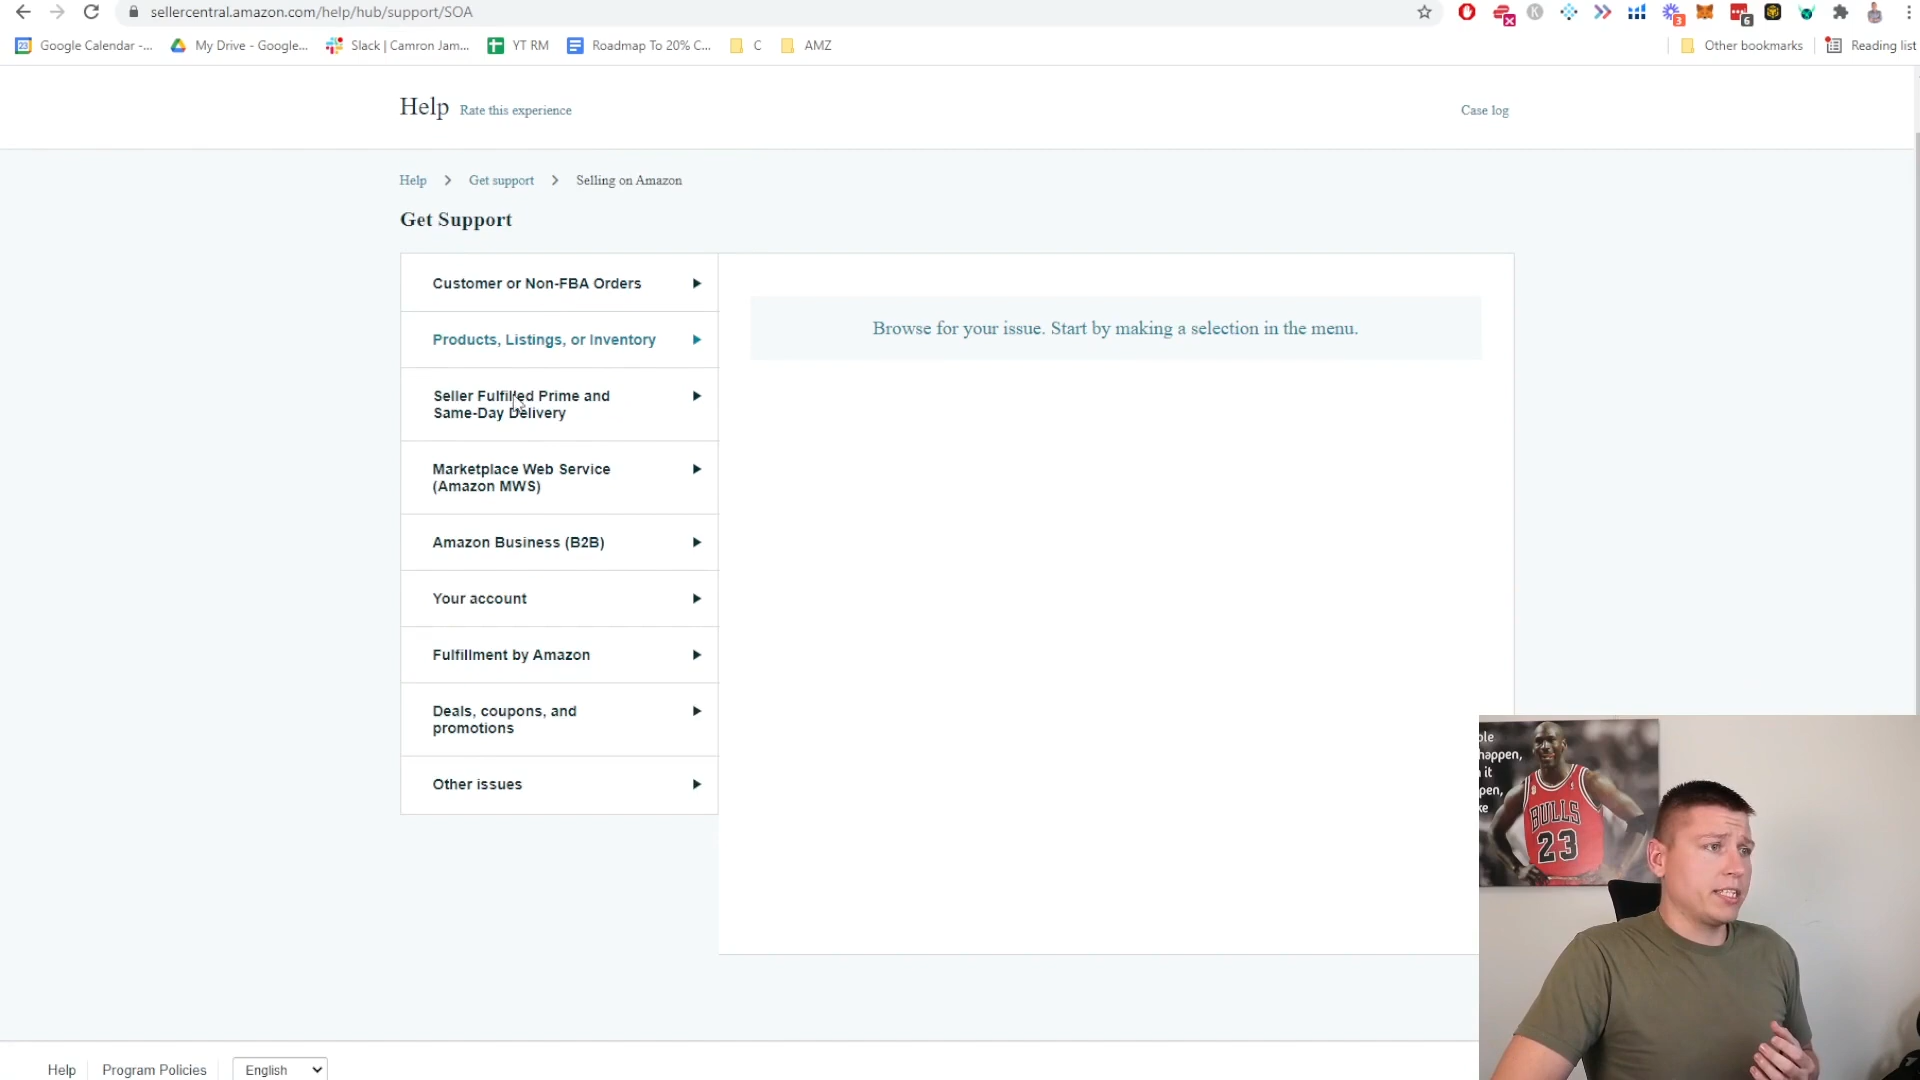 sellercentral.amazon.com/help/hub/support/SOA
3
6
Google Calendar -...
My Drive - Google...
Slack | Camron Jam...
YT RM
Roadmap To 20% C...
C
AMZ
Other bookmarks
Reading list
Help
Rate this experience
Case log
Help
Get support
Selling on Amazon
Get Support
Customer or Non-FBA Orders
Products, Listings, or Inventory
Seller Fulfilled Prime and
Same-Day Delivery
Marketplace Web Service
(Amazon MWS)
Amazon Business (B2B)
Your account
Fulfillment by Amazon
Deals, coupons, and
promotions
Other issues
Browse for your issue. Start by making a selection in the menu.
happen,
it
BULLS
23
Help
Program Policies
English